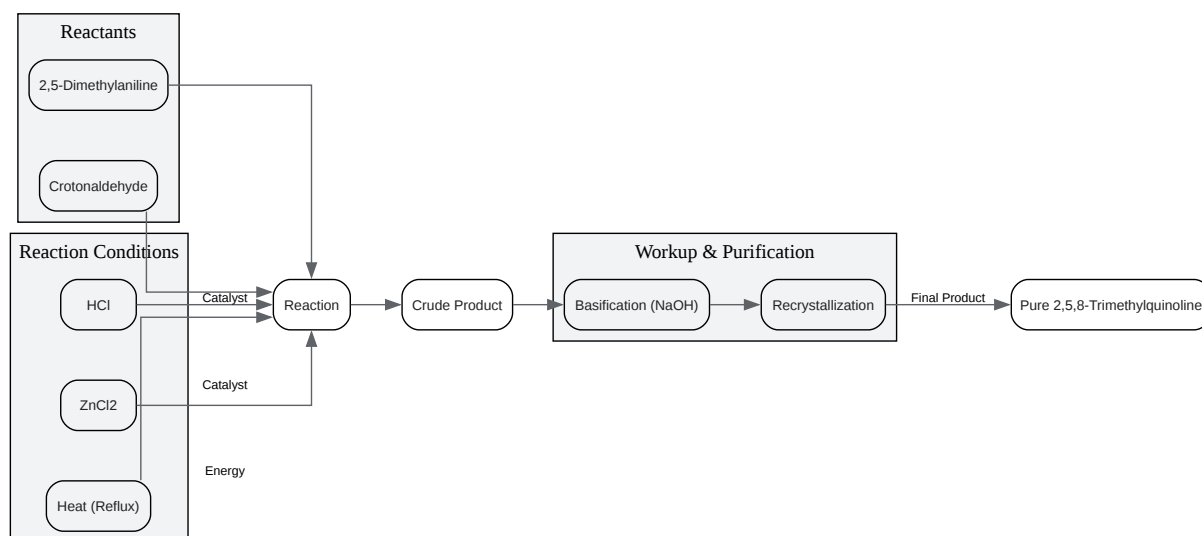 Reactants
2,5-Dimethylaniline
Crotonaldehyde
Reaction Conditions
HCl
Catalyst
ZnCl2
Catalyst
Heat (Reflux)
Energy
Reaction
Crude Product
Workup & Purification
Basification (NaOH)
Recrystallization
Final Product
Pure 2,5,8-Trimethylquinoline